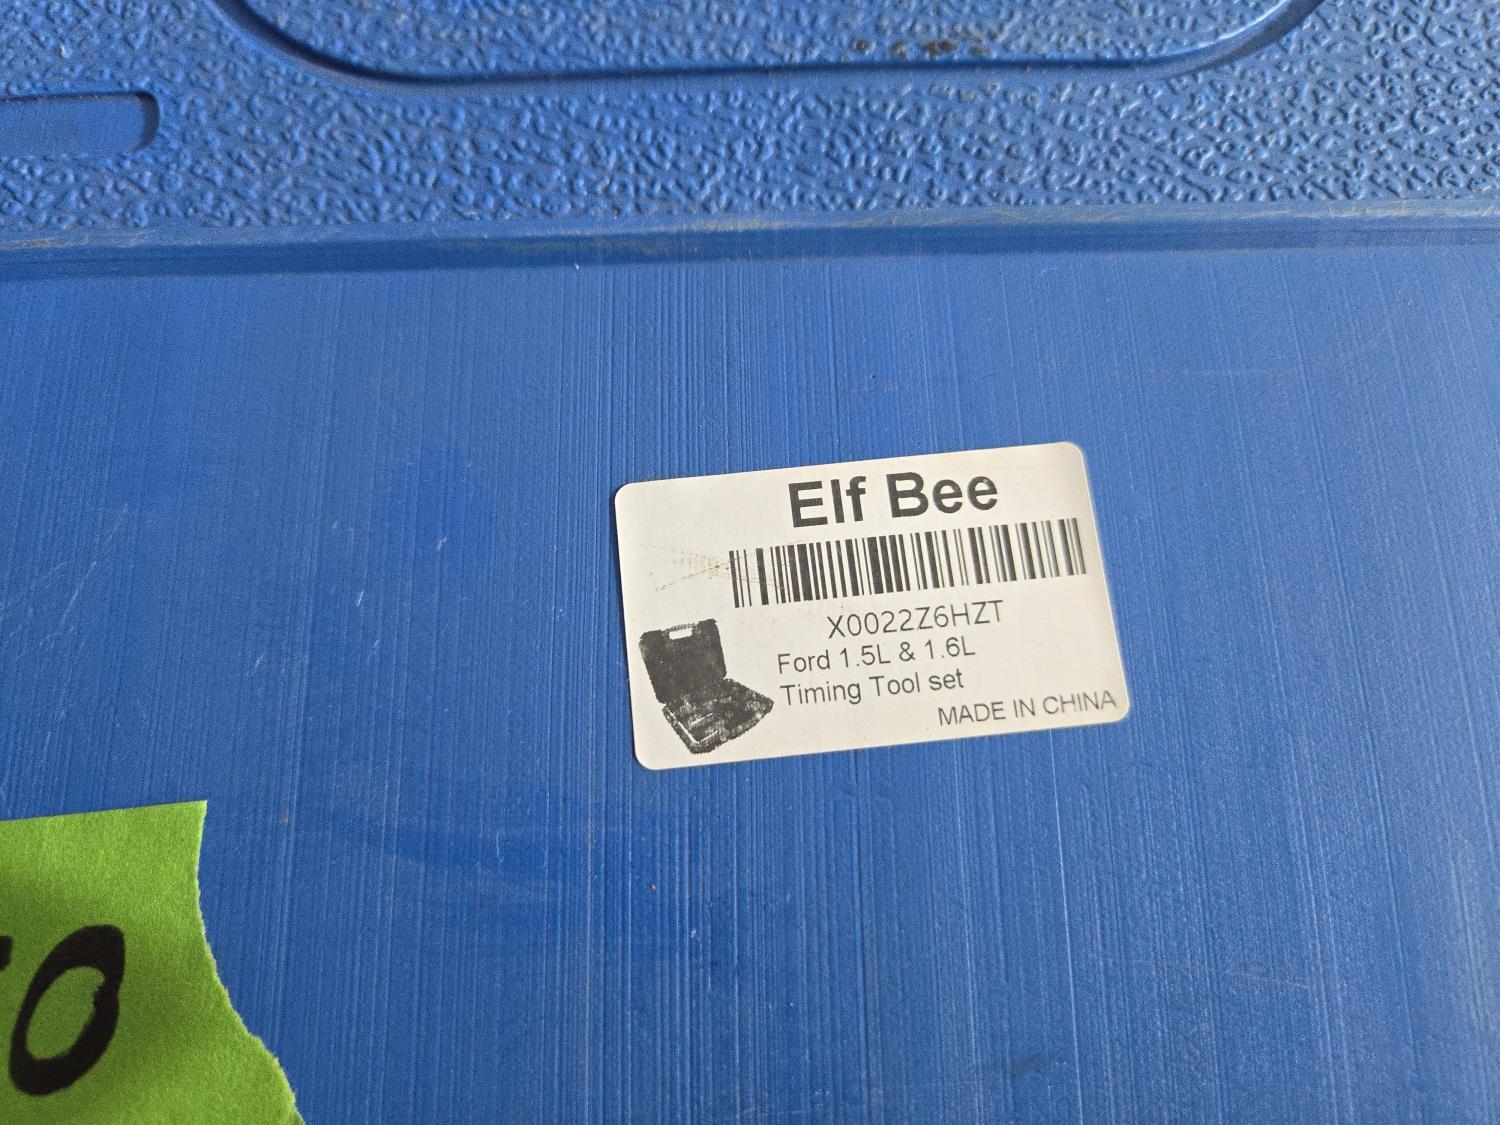 Elf Bee
X0022Z6HZT
Ford 1.5L & 1.6L
Timing Tool set
MADE IN CHINA